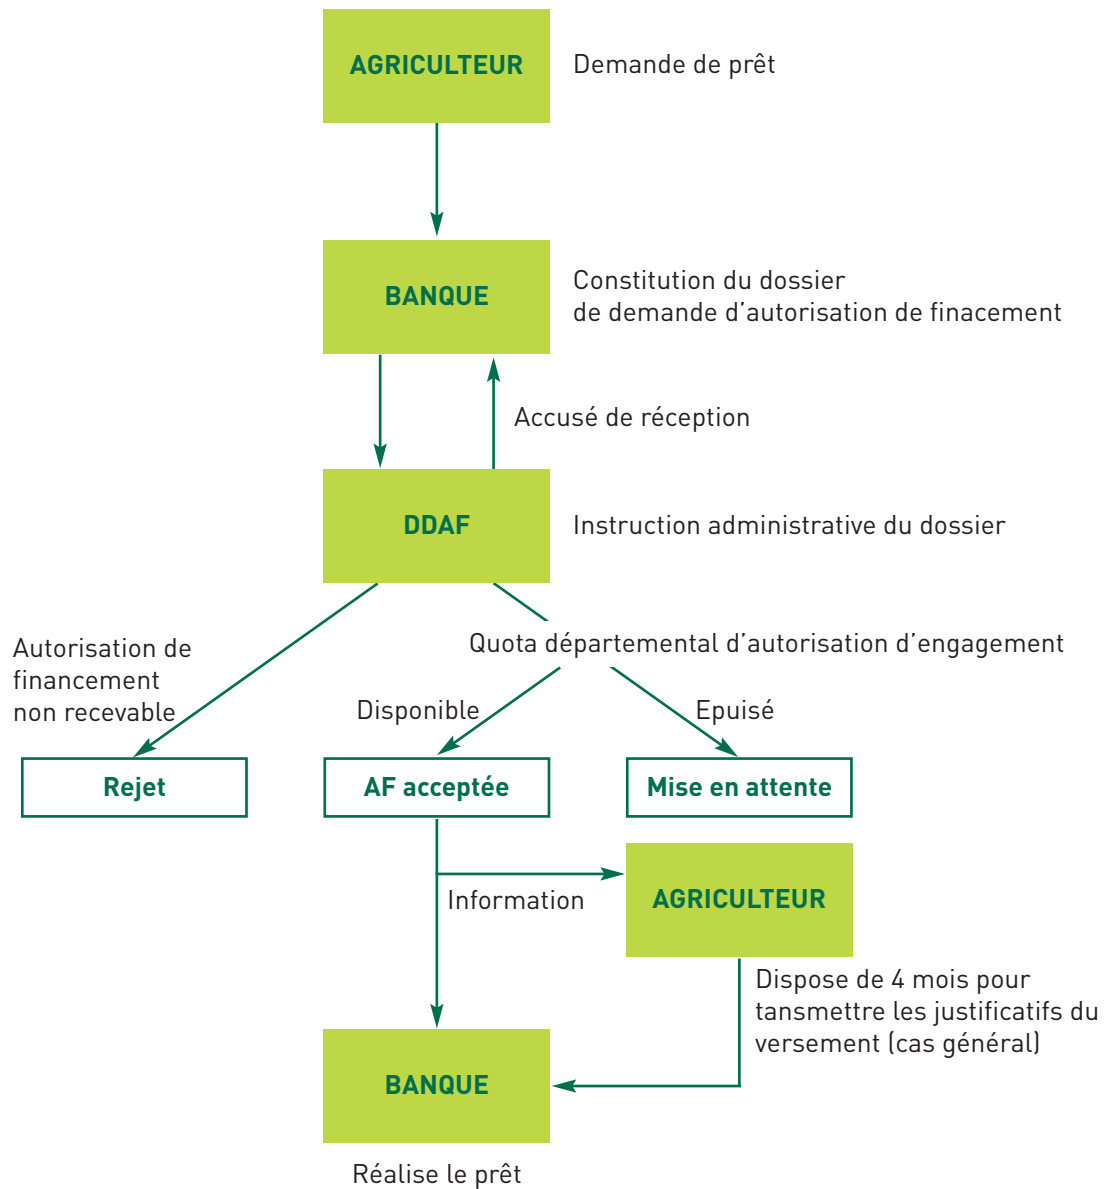 AGRICULTEUR
Demande de prêt
BANQUE
Constitution du dossier
de demande d’autorisation de finacement
Accusé de réception
DDAF
Instruction administrative du dossier
Autorisation de
financement
non recevable
Quota départemental d’autorisation d’engagement
Disponible
Epuisé
Rejet
AF acceptée
Mise en attente
Information
AGRICULTEUR
Dispose de 4 mois pour
tansmettre les justificatifs du
versement (cas général)
BANQUE
Réalise le prêt